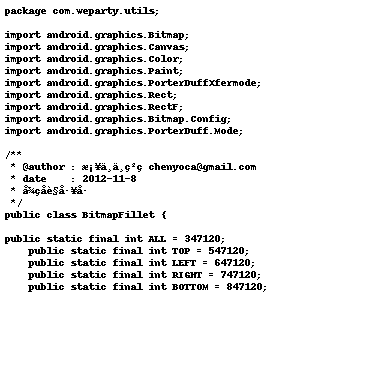 package com.weparty.utils;

import android.graphics.Bitmap;
import android.graphics.Canvas;
import android.graphics.Color;
import android.graphics.Paint;
import android.graphics.PorterDuffXfermode;
import android.graphics.Rect;
import android.graphics.RectF;
import android.graphics.Bitmap.Config;
import android.graphics.PorterDuff.Mode;

/**
 * @author : chenyoca@gmail.com
 * date    : 2012-11-8
 *
 */
public class BitmapFillet {

public static final int ALL = 347120;
    public static final int TOP = 547120;
    public static final int LEFT = 647120;
    public static final int RIGHT = 747120;
    public static final int BOTTOM = 847120;